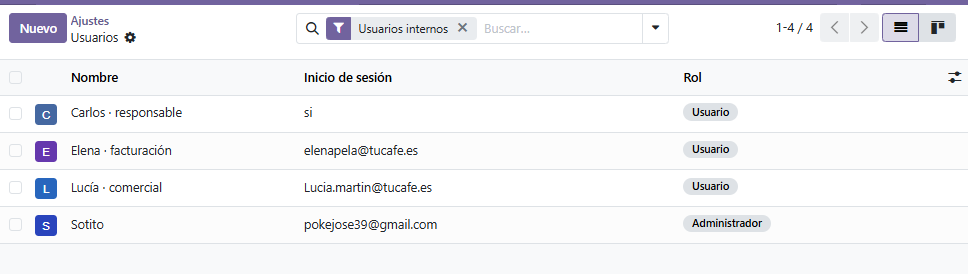 Nuevo
Ajustes
Usuarios
Usuarios internos
Buscar...
1-4 / 4
Nombre Inicio de sesión Rol
C Carlos · responsable si Usuario
E Elena · facturación elenapela@tucafe.es Usuario
L Lucía · comercial Lucia.martin@tucafe.es Usuario
S Sotito pokejose39@gmail.com Administrador